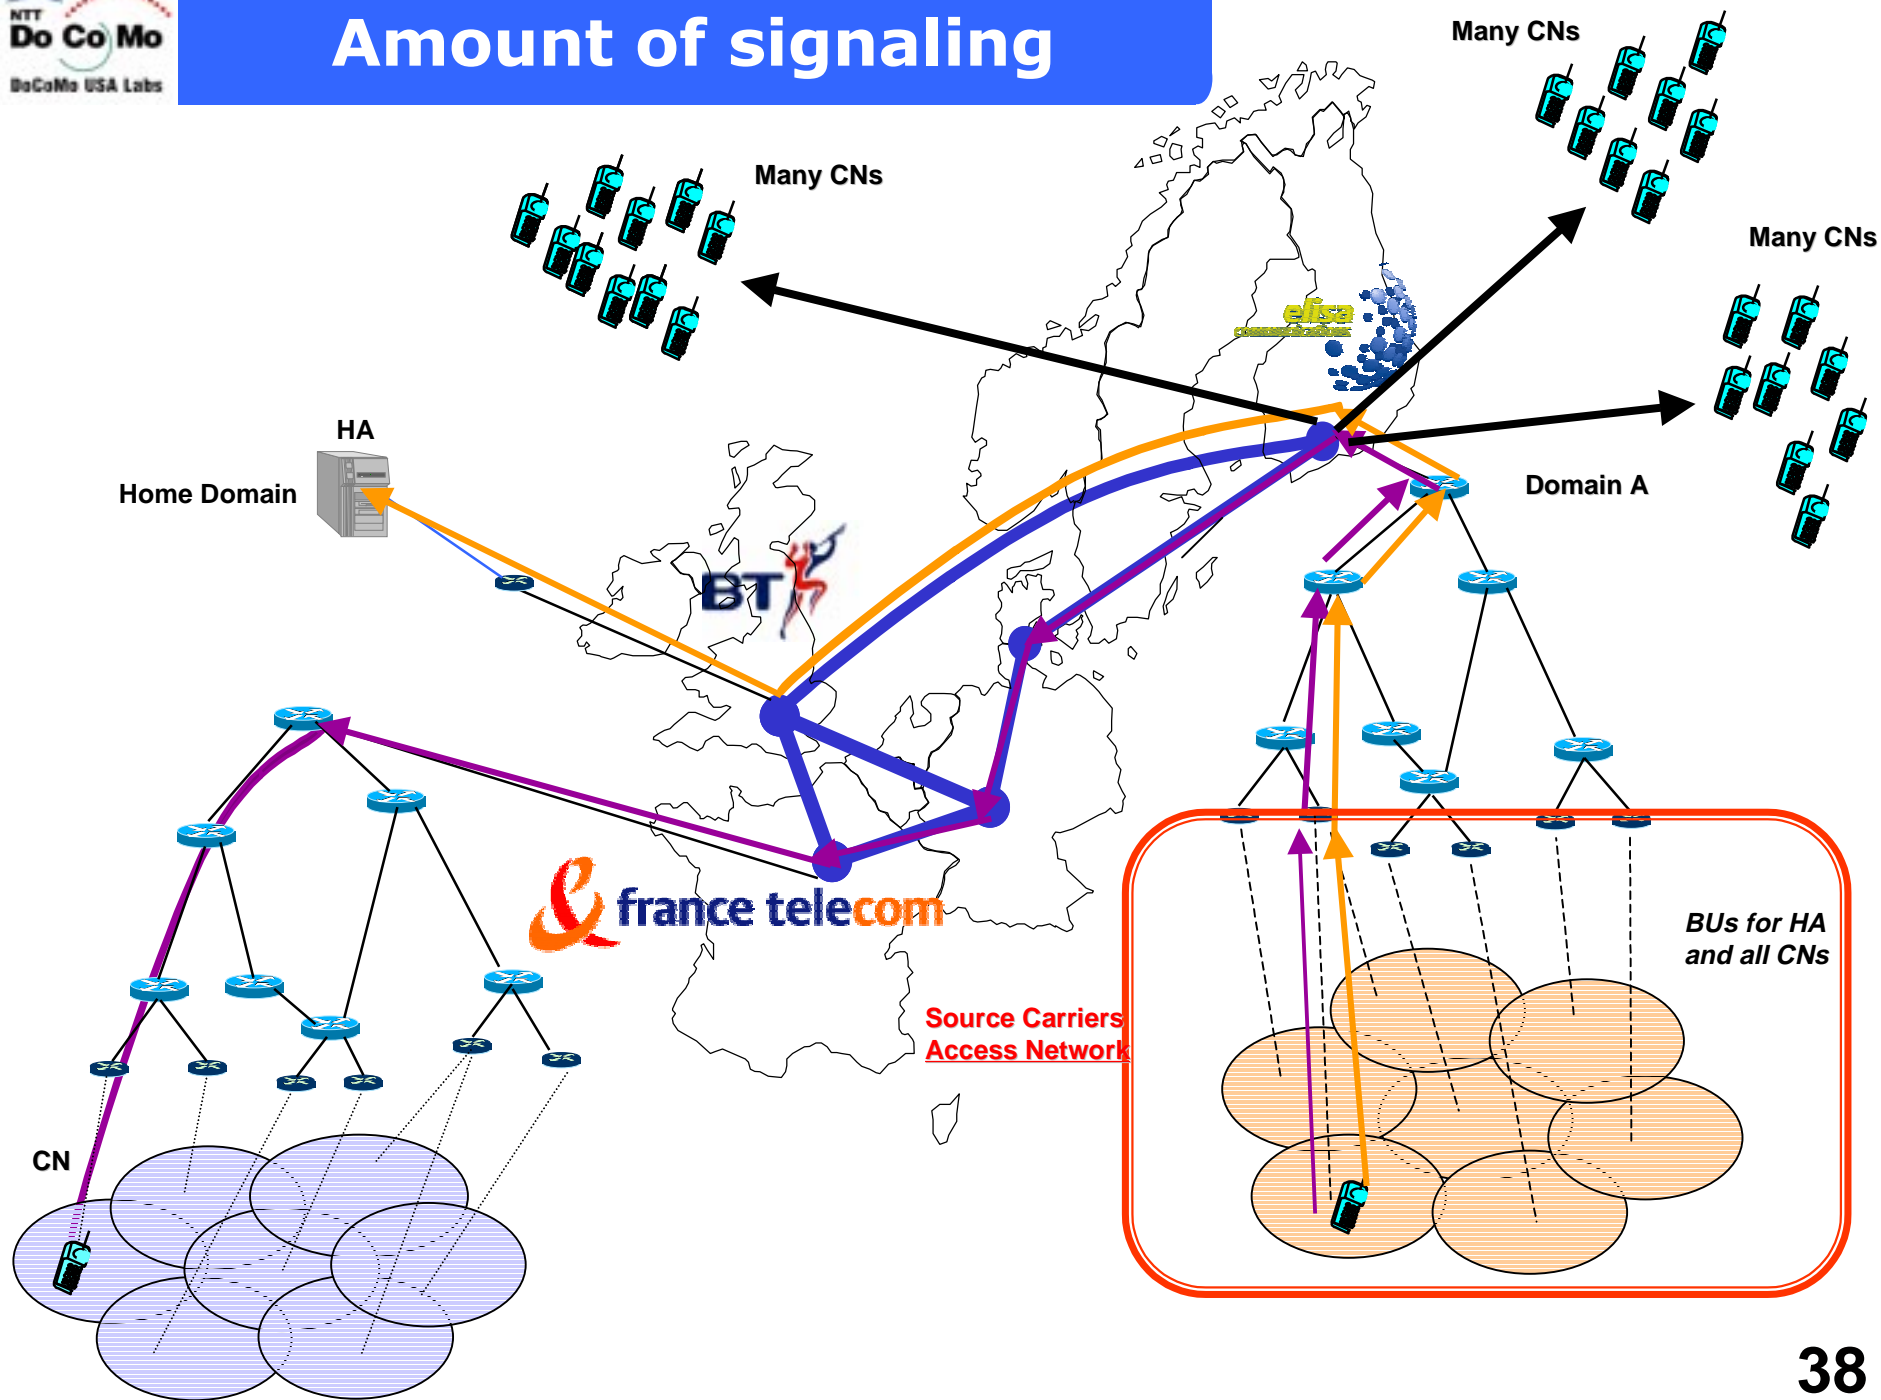 NTT
Do Co Mo
DoCoMo USA Labs
Amount of signaling
Many CNs
Many CNs
Many CNs
elisa
communications
HA
Home Domain
Domain A
BT
france telecom
BUs for HA
and all CNs
Source Carriers
Access Network
CN
38